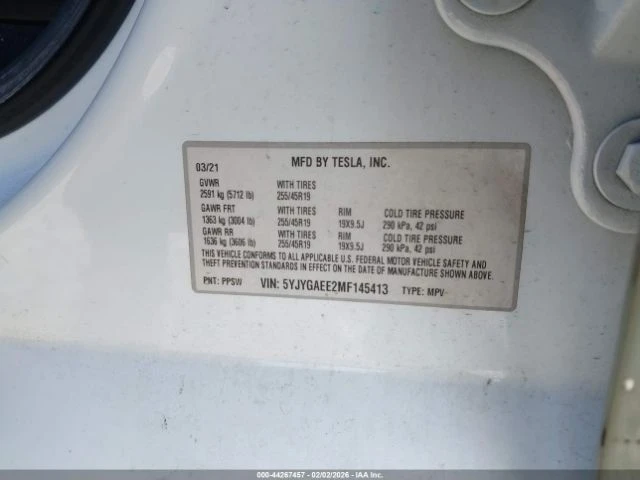 03/21 MFD BY TESLA, INC.
GVWR WITH TIRES
2591 kg (5712 lb) 255/45R19
GAWR FRT WITH TIRES RIM COLD TIRE PRESSURE
1363 kg (3004 lb) 255/45R19 19X9.5J 290 kPa, 42 psi
GAWR RR WITH TIRES RIM COLD TIRE PRESSURE
1636 kg (3606 lb) 255/45R19 19X9.5J 290 kPa, 42 psi
THIS VEHICLE CONFORMS TO ALL APPLICABLE U.S. FEDERAL MOTOR VEHICLE SAFETY AND
THEFT PREVENTION STANDARDS IN EFFECT ON THE DATE OF MANUFACTURE SHOWN ABOVE.
PNT: PPSW VIN: 5YJYGAEE2MF145413 TYPE: MPV
000-44267457 - 02/02/2026 - IAAI.COM